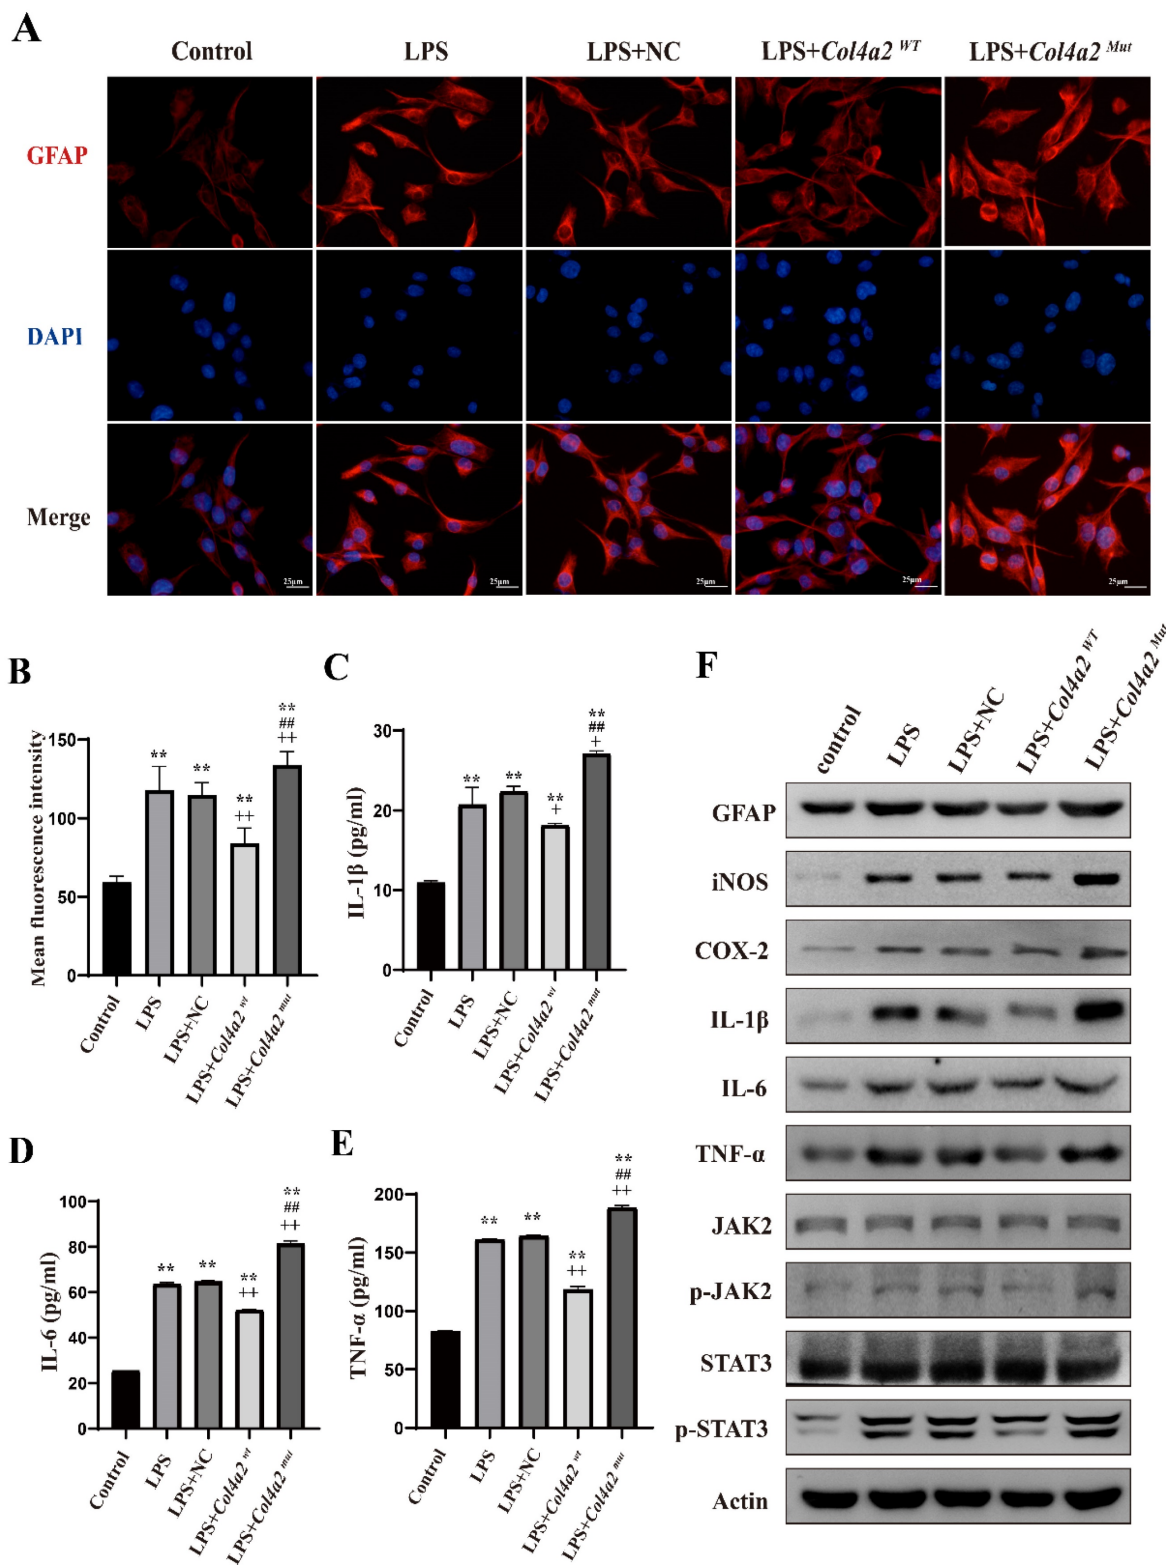 A
Control LPS LPS+NC LPS+Col4a2 WT LPS+Col4a2 Mut
GFAP
DAPI
Merge
25μm 25μm 25μm 25μm 25μm
B
Mean fluorescence intensity
150
100
50
0
** ** ** ++ ** ## ++
Control LPS LPS+NC LPS+Col4a2 wt LPS+Col4a2 mut
C
IL-1β (pg/ml)
30
20
10
0
** ** ** + ** ## +
Control LPS LPS+NC LPS+Col4a2 wt LPS+Col4a2 mut
D
IL-6 (pg/ml)
100
80
60
40
20
0
** ** ** ++ ** ## ++
Control LPS LPS+NC LPS+Col4a2 wt LPS+Col4a2 mut
E
TNF-α (pg/ml)
200
150
100
50
0
** ** ** ++ ** ## ++
Control LPS LPS+NC LPS+Col4a2 wt LPS+Col4a2 mut
F
control LPS LPS+NC LPS+Col4a2 WT LPS+Col4a2 Mut
GFAP
iNOS
COX-2
IL-1β
IL-6
TNF-α
JAK2
p-JAK2
STAT3
p-STAT3
Actin